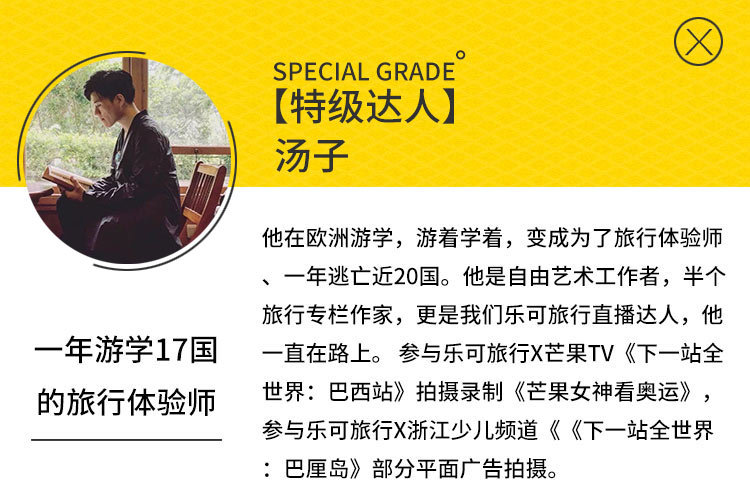 SPECIAL GRADE
【特级达人】
汤子
一年游学17国
的旅行体验师
他在欧洲游学，游着学着，变成为了旅行体验师
、一年逃亡近20国。他是自由艺术工作者，半个
旅行专栏作家，更是我们乐可旅行直播达人，他
一直在路上。 参与乐可旅行X芒果TV《下一站全
世界：巴西站》拍摄录制《芒果女神看奥运》，
参与乐可旅行X浙江少儿频道《《下一站全世界
：巴厘岛》部分平面广告拍摄。